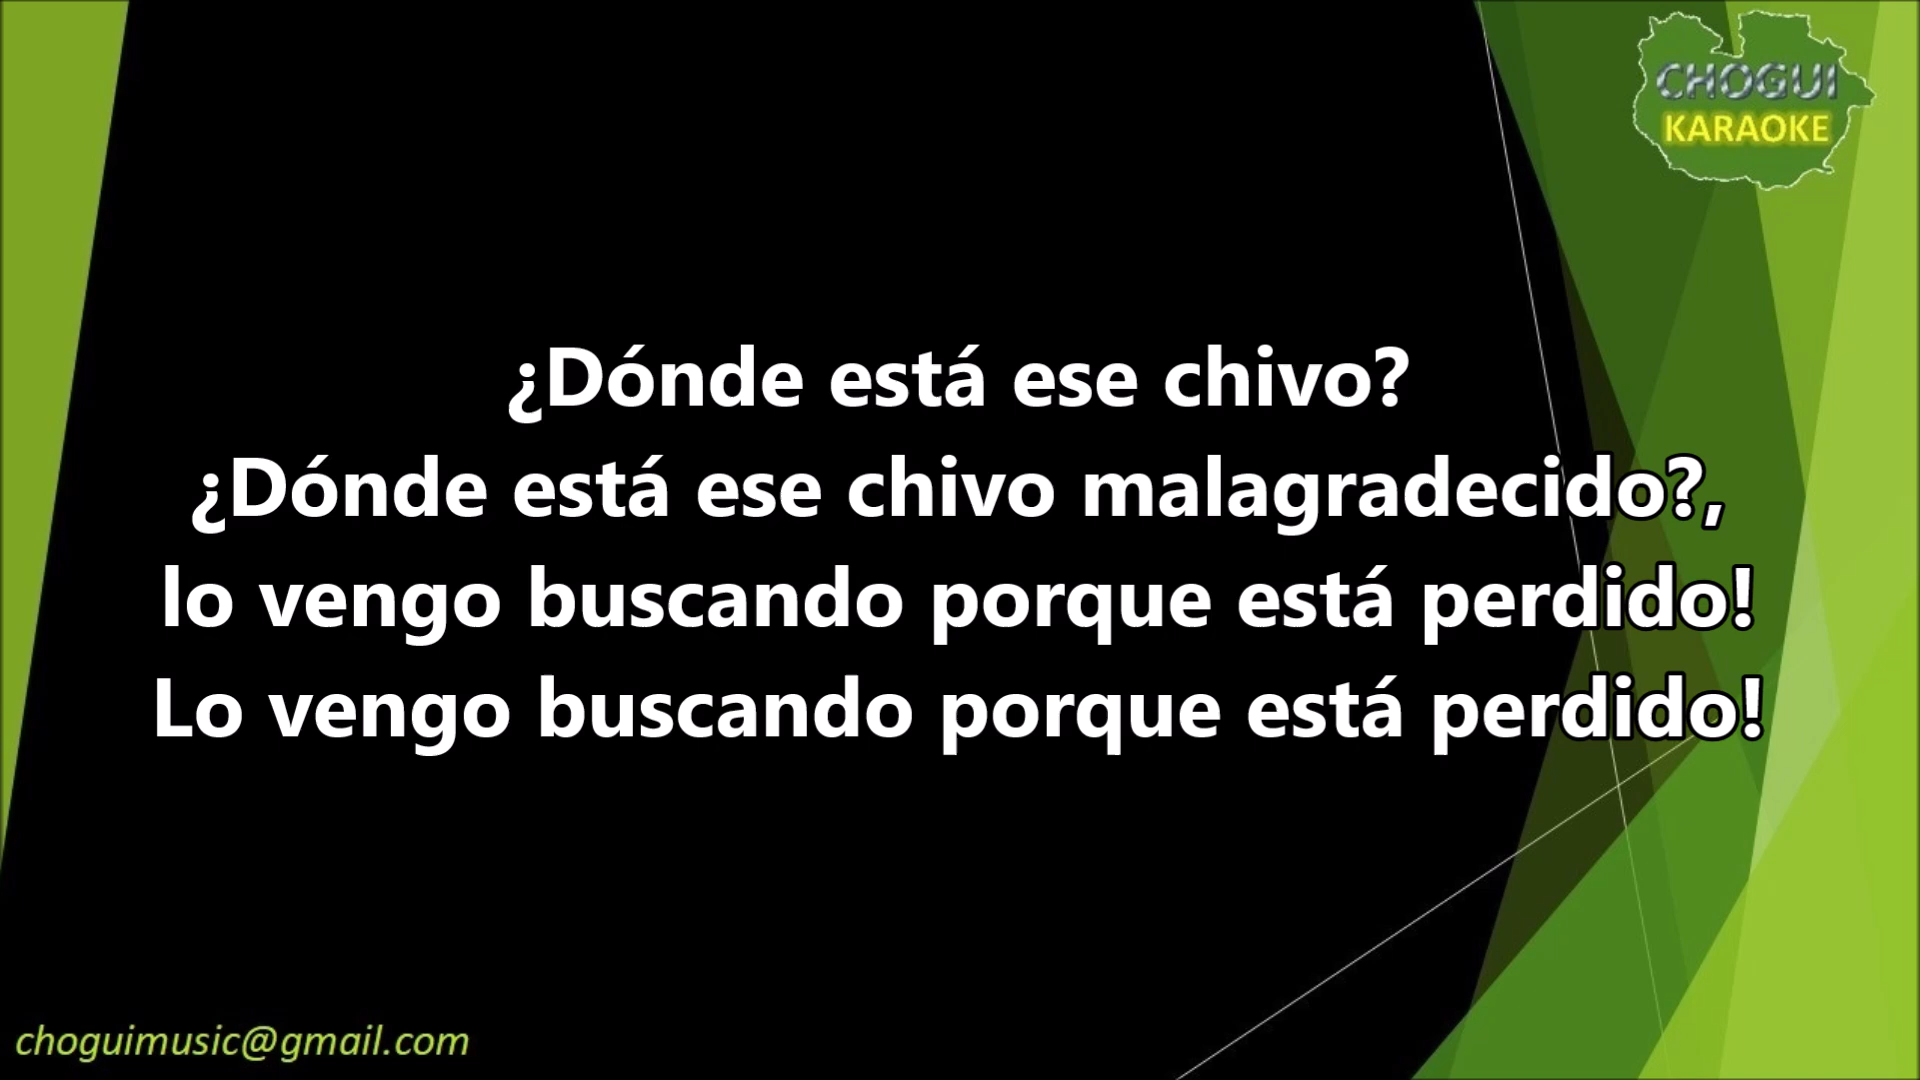 CHOGUI
KARAOKE
¿Dónde está ese chivo?
¿Dónde está ese chivo malagradecido?,
lo vengo buscando porque está perdido!
Lo vengo buscando porque está perdido!
choguimusic@gmail.com